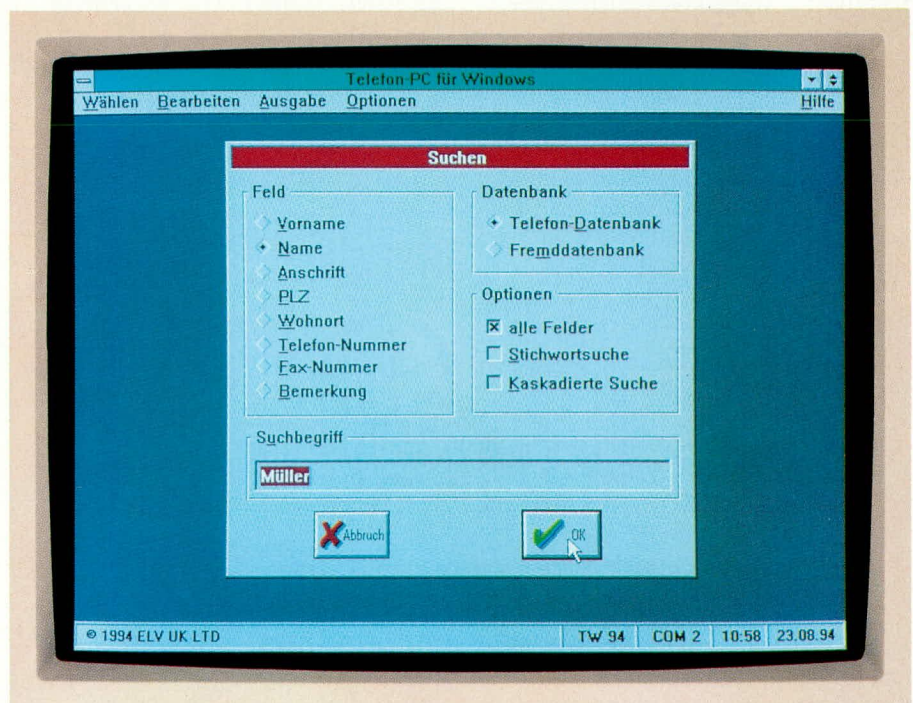 Telefon-PC für Windows
Wählen Bearbeiten Ausgabe Optionen Hilfe
Suchen
Feld
Vorname
Name
Anschrift
PLZ
Wohnort
Telefon-Nummer
Fax-Nummer
Bemerkung
Datenbank
Telefon-Datenbank
Fremddatenbank
Optionen
alle Felder
Stichwortsuche
Kaskadierte Suche
Suchbegriff
Müller
Abbruch
OK
© 1994 ELV UK LTD TW 94 COM 2 10:58 23.08.94